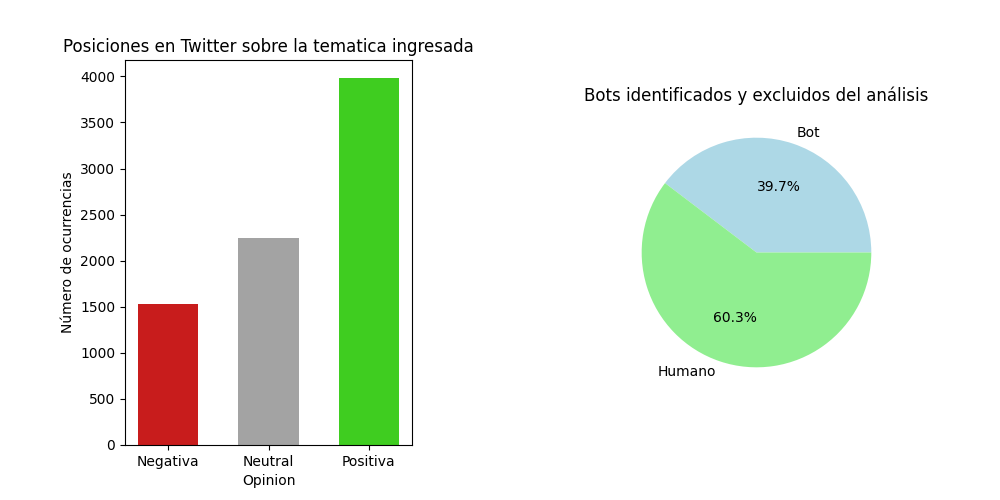 Posiciones en Twitter sobre la tematica ingresada
Número de ocurrencias
4000
3500
3000
2500
2000
1500
1000
500
0
Negativa
Neutral
Positiva
Opinion
Bots identificados y excluidos del análisis
Bot
39.7%
60.3%
Humano